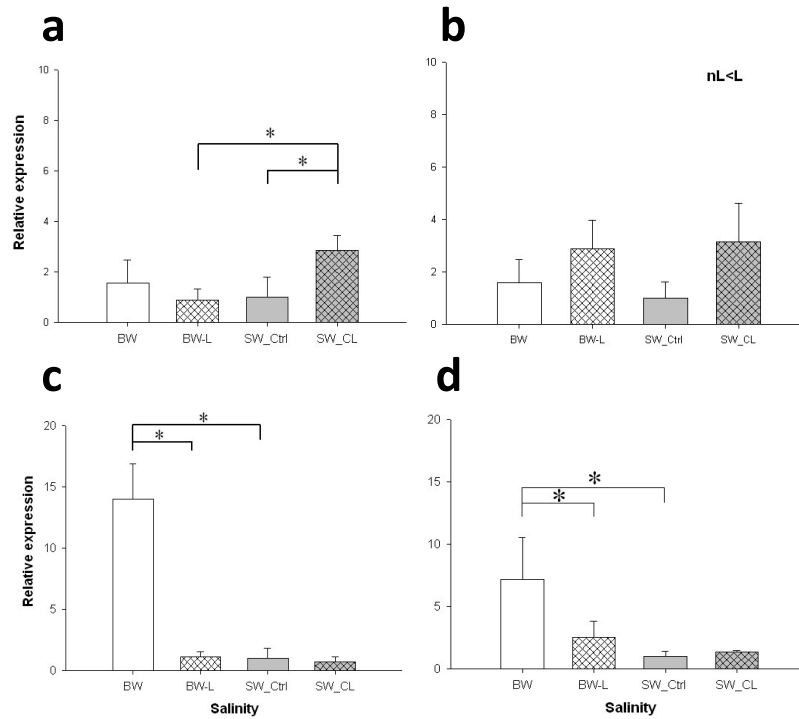 a
10
8
6
4
2
0
Relative expression
*
*
BW BW-L SW_Ctrl SW_CL
b
10
8
6
4
2
0
nL<L
BW BW-L SW_Ctrl SW_CL
c
20
15
10
5
0
Relative expression
*
*
BW BW-L SW_Ctrl SW_CL
Salinity
d
20
15
10
5
0
*
*
BW BW-L SW_Ctrl SW_CL
Salinity